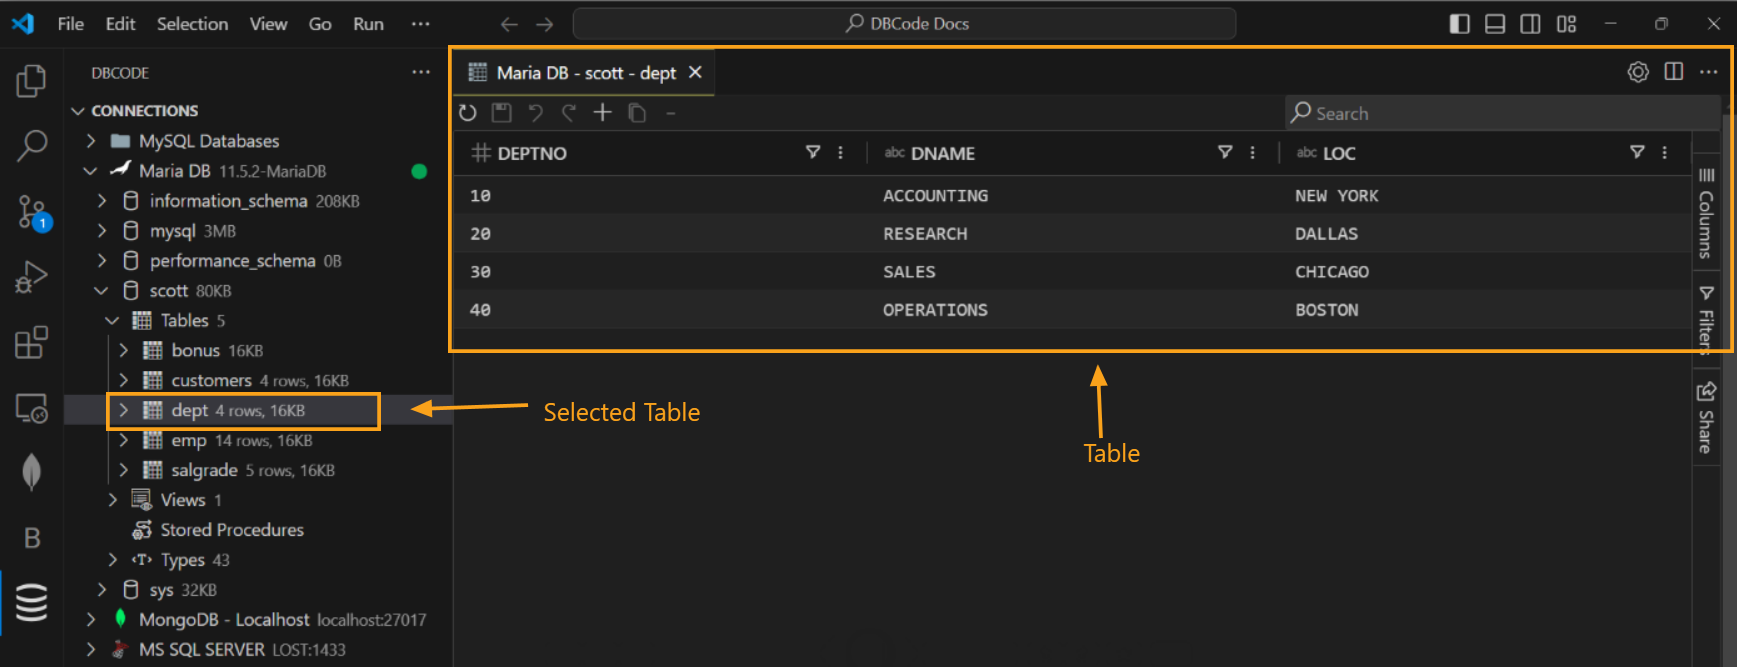 File Edit Selection View Go Run ···
DBCode Docs
DBCODE
CONNECTIONS
MySQL Databases
Maria DB 11.5.2-MariaDB
information_schema 208KB
mysql 3MB
performance_schema 0B
scott 80KB
Tables 5
bonus 16KB
customers 4 rows, 16KB
dept 4 rows, 16KB
emp 14 rows, 16KB
salgrade 5 rows, 16KB
Views 1
Stored Procedures
<T> Types 43
sys 32KB
MongoDB - Localhost localhost:27017
MS SQL SERVER LOST:1433
1
B
Maria DB - scott - dept
Search
DEPTNO abc DNAME abc LOC
10 ACCOUNTING NEW YORK
20 RESEARCH DALLAS
30 SALES CHICAGO
40 OPERATIONS BOSTON
Columns
Filters
Share
Selected Table
Table